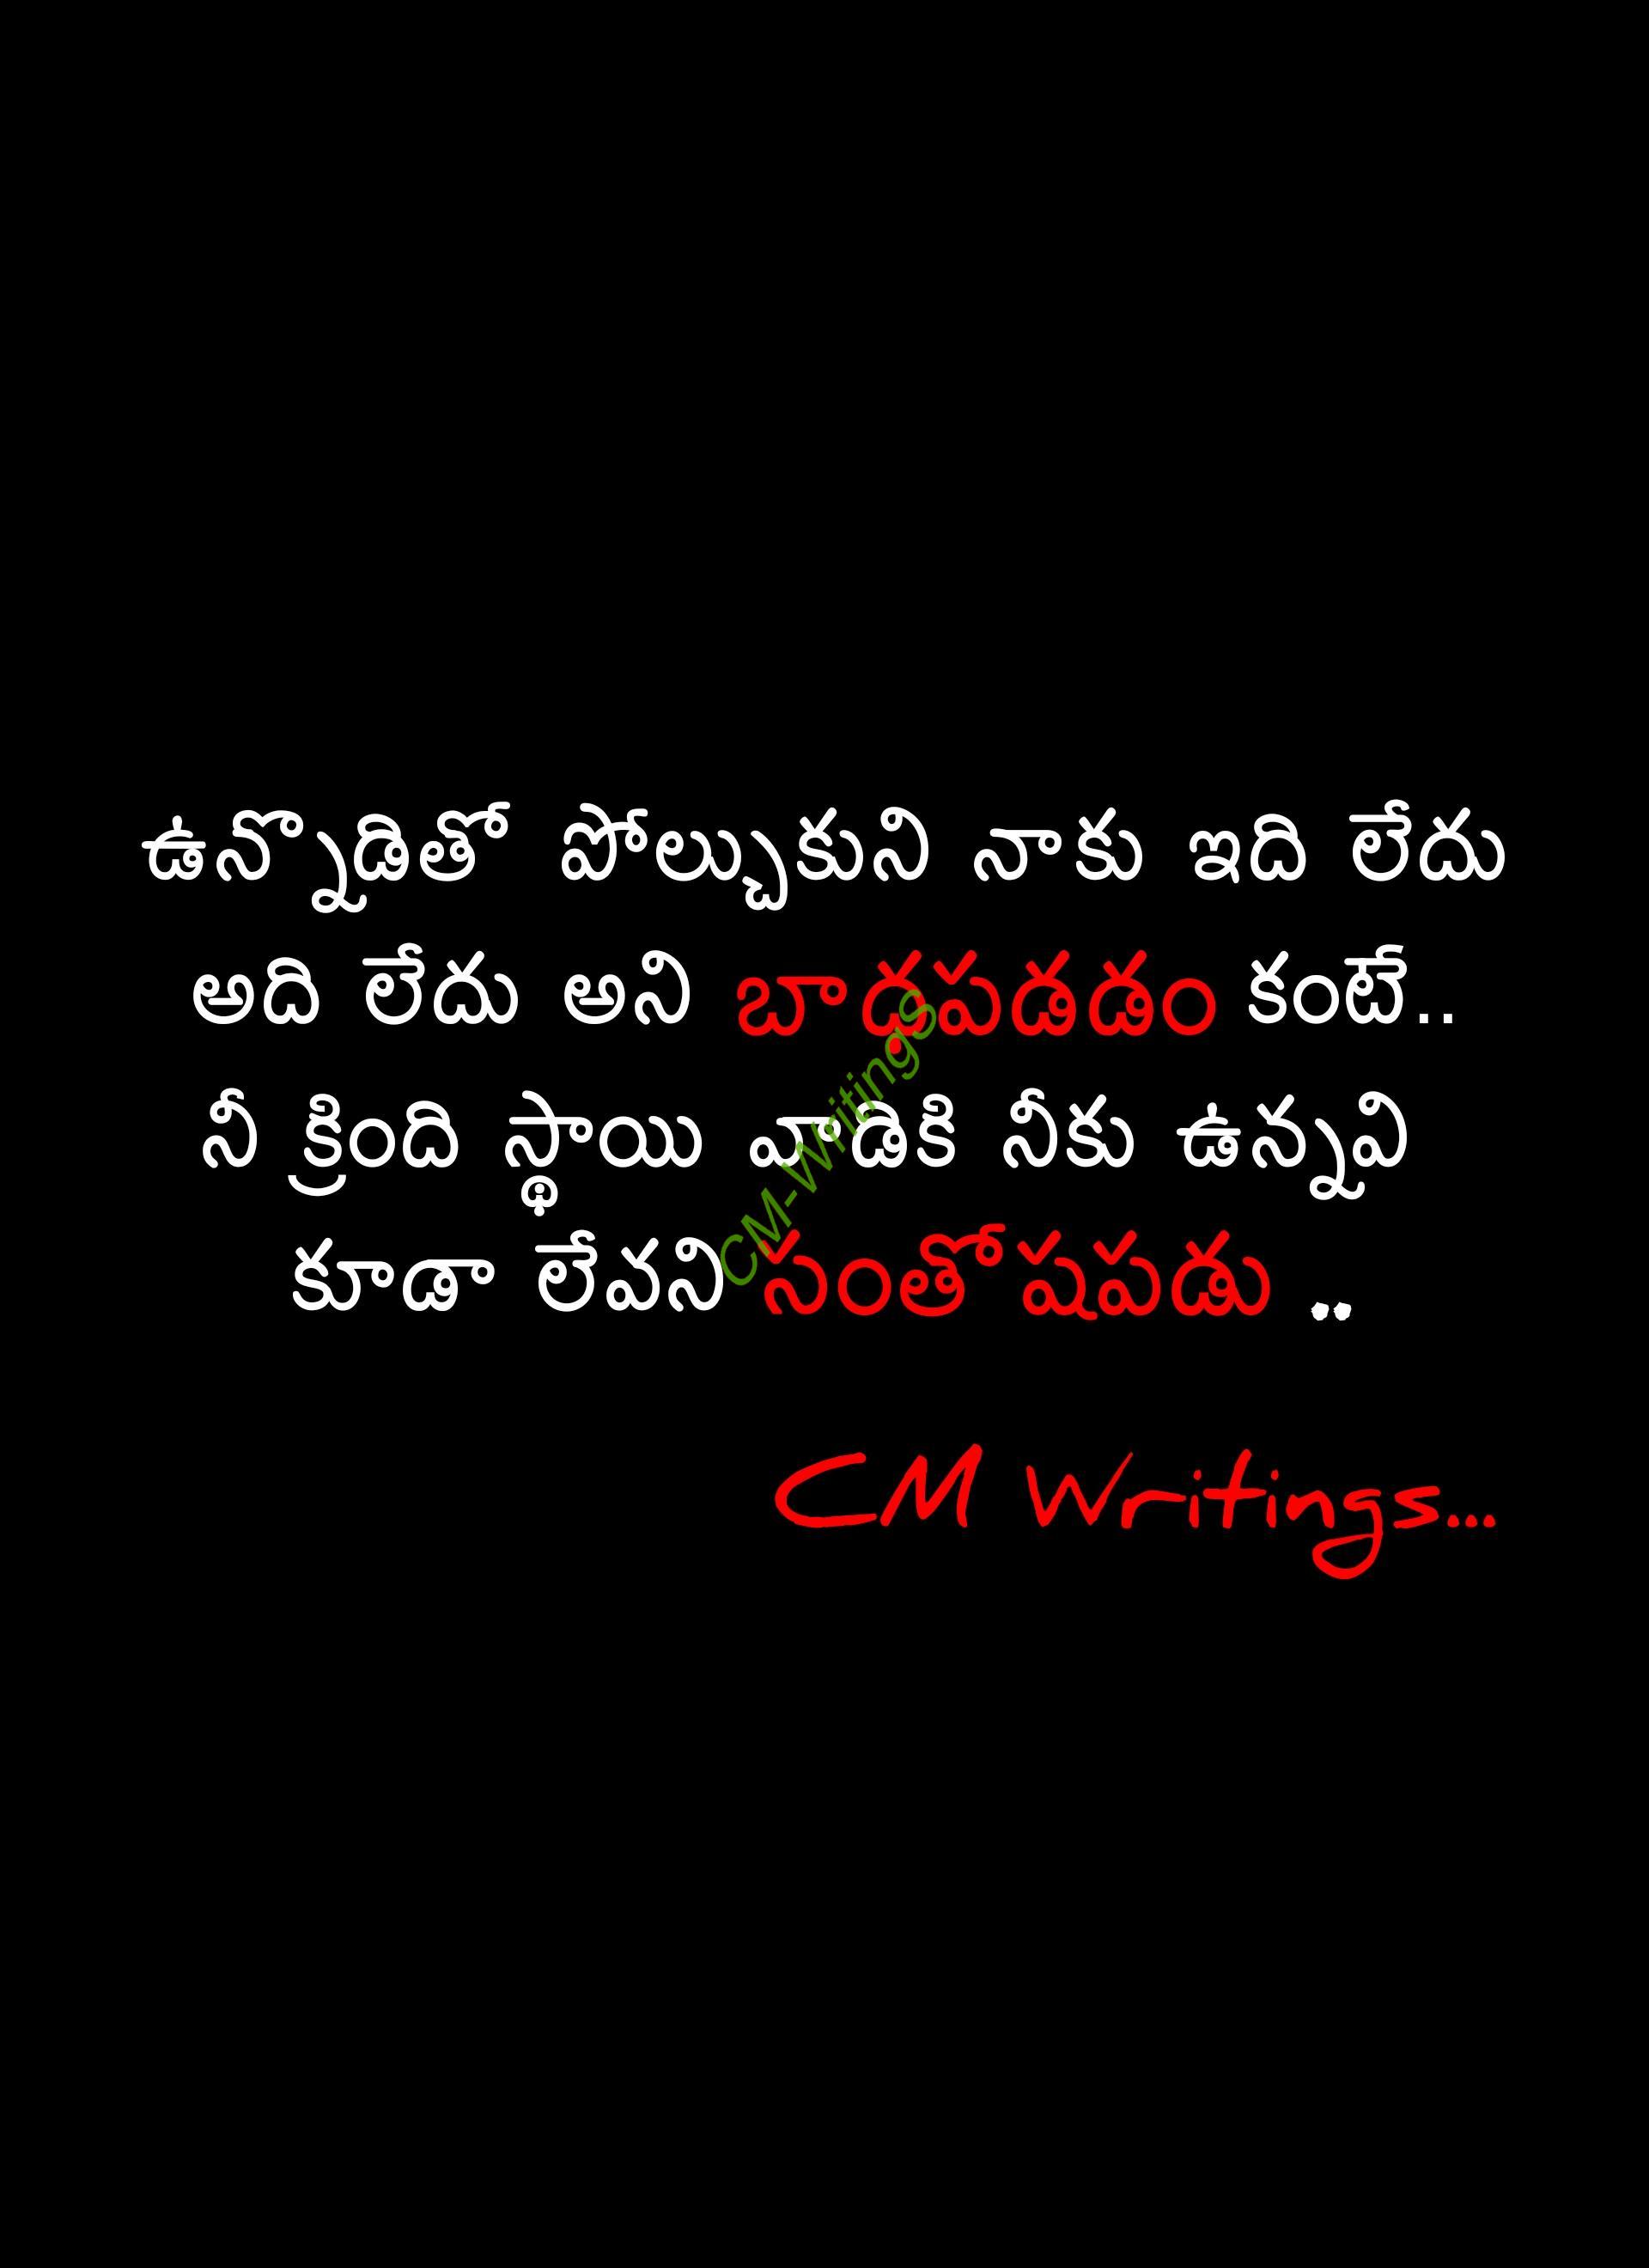 ఉన్నోడితో పోల్చుకుని నాకు ఇది లేదు
అది లేదు అని బాధపడడం కంటే..
నీ క్రింది స్థాయి వాడికి నీకు ఉన్నవి
కూడా లేవని సంతోషపడు ..
CM-WritingS
CM Writings...